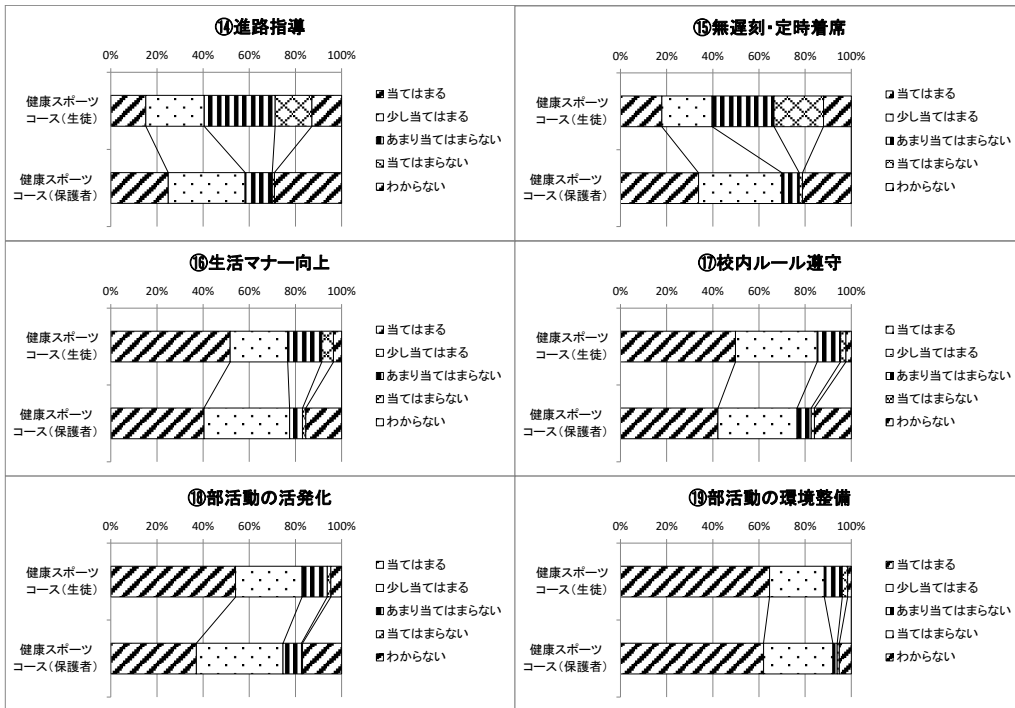 ⑭進路指導
0% 20% 40% 60% 80% 100%
健康スポーツ
コース(生徒)
健康スポーツ
コース(保護者)
当てはまる
少し当てはまる
あまり当てはまらない
当てはまらない
わからない
⑮無遅刻・定時着席
0% 20% 40% 60% 80% 100%
健康スポーツ
コース(生徒)
健康スポーツ
コース(保護者)
当てはまる
少し当てはまる
あまり当てはまらない
当てはまらない
わからない
⑯生活マナー向上
0% 20% 40% 60% 80% 100%
健康スポーツ
コース(生徒)
健康スポーツ
コース(保護者)
当てはまる
少し当てはまる
あまり当てはまらない
当てはまらない
わからない
⑰校内ルール遵守
0% 20% 40% 60% 80% 100%
健康スポーツ
コース(生徒)
健康スポーツ
コース(保護者)
当てはまる
少し当てはまる
あまり当てはまらない
当てはまらない
わからない
⑱部活動の活発化
0% 20% 40% 60% 80% 100%
健康スポーツ
コース(生徒)
健康スポーツ
コース(保護者)
当てはまる
少し当てはまる
あまり当てはまらない
当てはまらない
わからない
⑲部活動の環境整備
0% 20% 40% 60% 80% 100%
健康スポーツ
コース(生徒)
健康スポーツ
コース(保護者)
当てはまる
少し当てはまる
あまり当てはまらない
当てはまらない
わからない